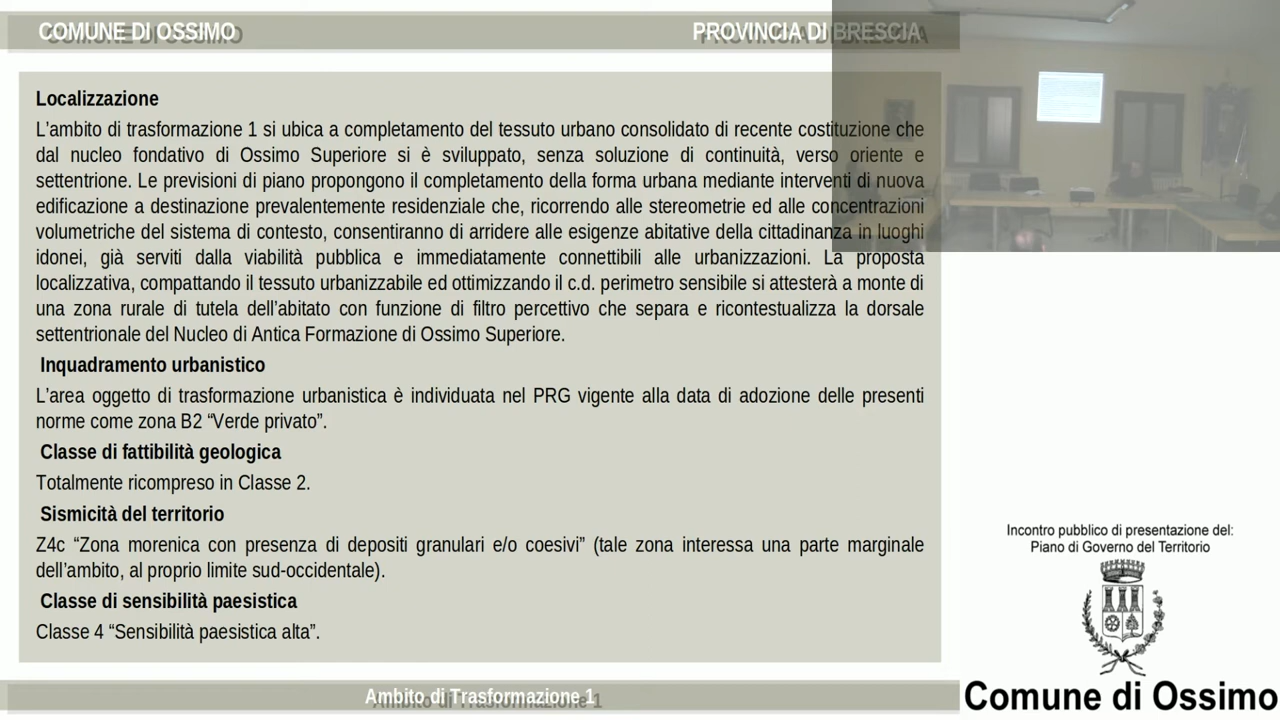 COMUNE DI OSSIMO
PROVINCIA DI BRESCIA
Localizzazione
L'ambito di trasformazione 1 si ubica a completamento del tessuto urbano consolidato di recente costituzione che
dal nucleo fondativo di Ossimo Superiore si è sviluppato, senza soluzione di continuità, verso oriente e
settentrione. Le previsioni di piano propongono il completamento della forma urbana mediante interventi di nuova
edificazione a destinazione prevalentemente residenziale che, ricorrendo alle stereometrie ed alle concentrazioni
volumetriche del sistema di contesto, consentiranno di arridere alle esigenze abitative della cittadinanza in luoghi
idonei, già serviti dalla viabilità pubblica e immediatamente connettibili alle urbanizzazioni. La proposta
localizzativa, compattando il tessuto urbanizzabile ed ottimizzando il c.d. perimetro sensibile si attesterà a monte di
una zona rurale di tutela dell'abitato con funzione di filtro percettivo che separa e ricontestualizza la dorsale
settentrionale del Nucleo di Antica Formazione di Ossimo Superiore.
Inquadramento urbanistico
L'area oggetto di trasformazione urbanistica è individuata nel PRG vigente alla data di adozione delle presenti
norme come zona B2 “Verde privato”.
Classe di fattibilità geologica
Totalmente ricompreso in Classe 2.
Sismicità del territorio
Z4c “Zona morenica con presenza di depositi granulari e/o coesivi” (tale zona interessa una parte marginale
dell'ambito, al proprio limite sud-occidentale).
Classe di sensibilità paesistica
Classe 4 “Sensibilità paesistica alta”.
Ambito di Trasformazione 1
Incontro pubblico di presentazione del:
Piano di Governo del Territorio
Comune di Ossimo